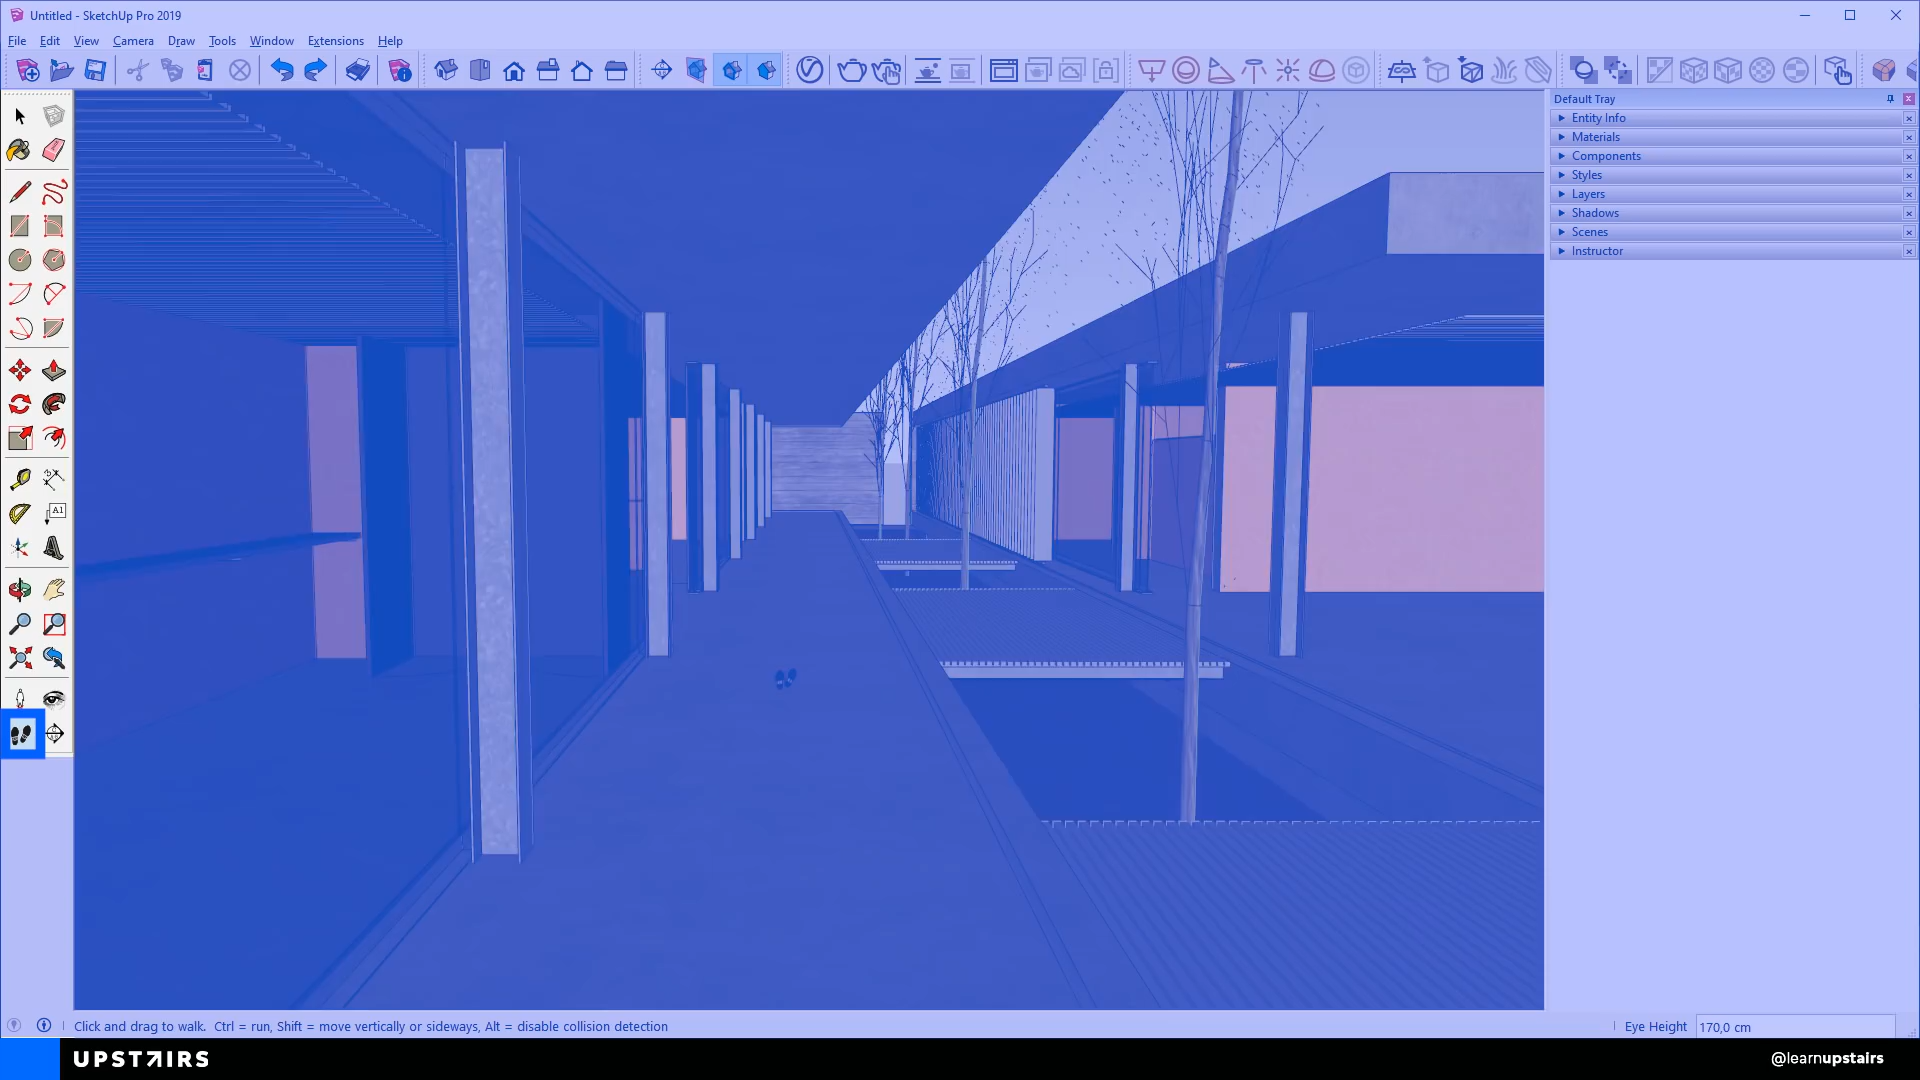 Untitled - SketchUp Pro 2019
File Edit View Camera Draw Tools Window Extensions Help
Default Tray
Entity Info
Materials
Components
Styles
Layers
Shadows
Scenes
Instructor
A1
Click and drag to walk. Ctrl = run, Shift = move vertically or sideways, Alt = disable collision detection
Eye Height 170,0 cm
UPSTAIRS
@learnupstairs